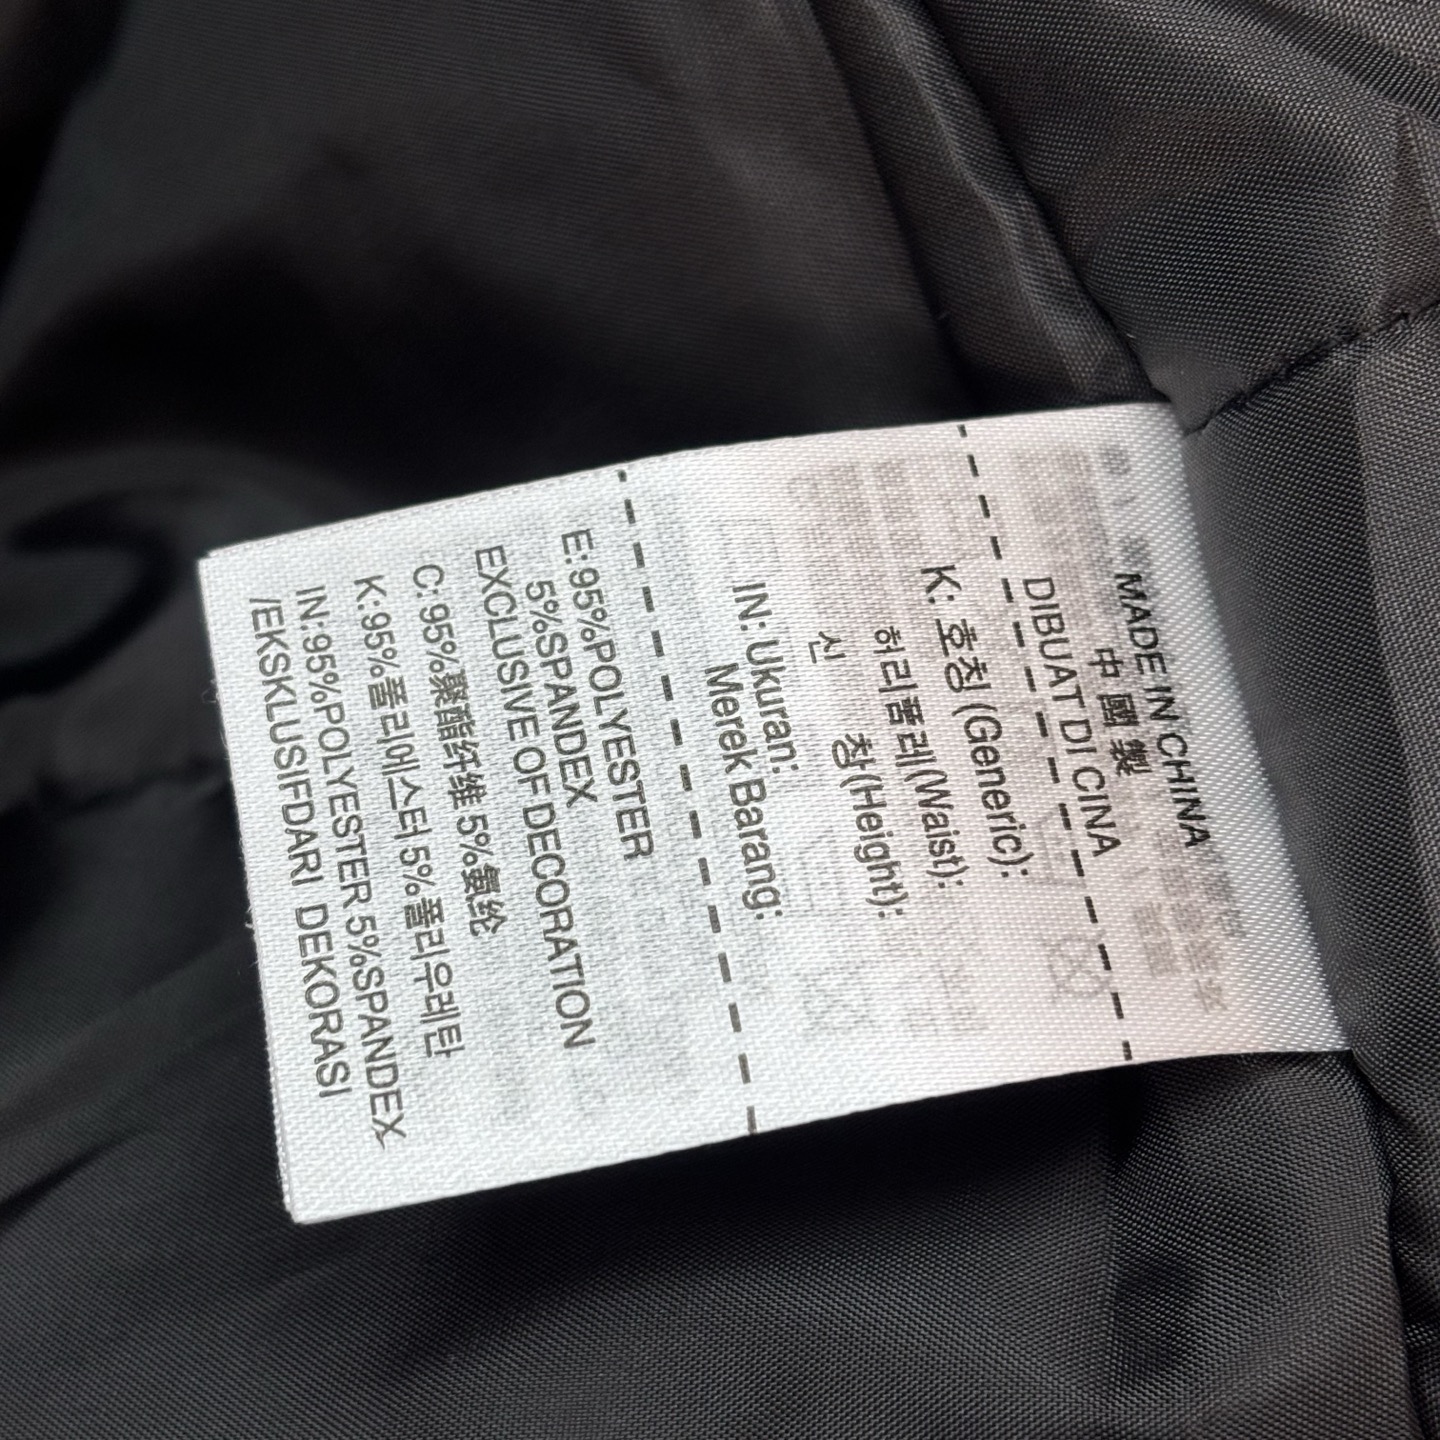 MADE IN CHINA
中國製
DIBUAT DI CINA
K: 호칭 (Generic):
허리품레(Waist):
신 창(Height):
IN: Ukuran:
Merek Barang:
E: 95%POLYESTER
5%SPANDEX
EXCLUSIVE OF DECORATION
C: 95%聚酯纤维 5%氨纶
K:95%폴리에스터 5%폴리우레탄
IN:95%POLYESTER 5%SPANDEX
/EKSKLUSIFDARI DEKORASI